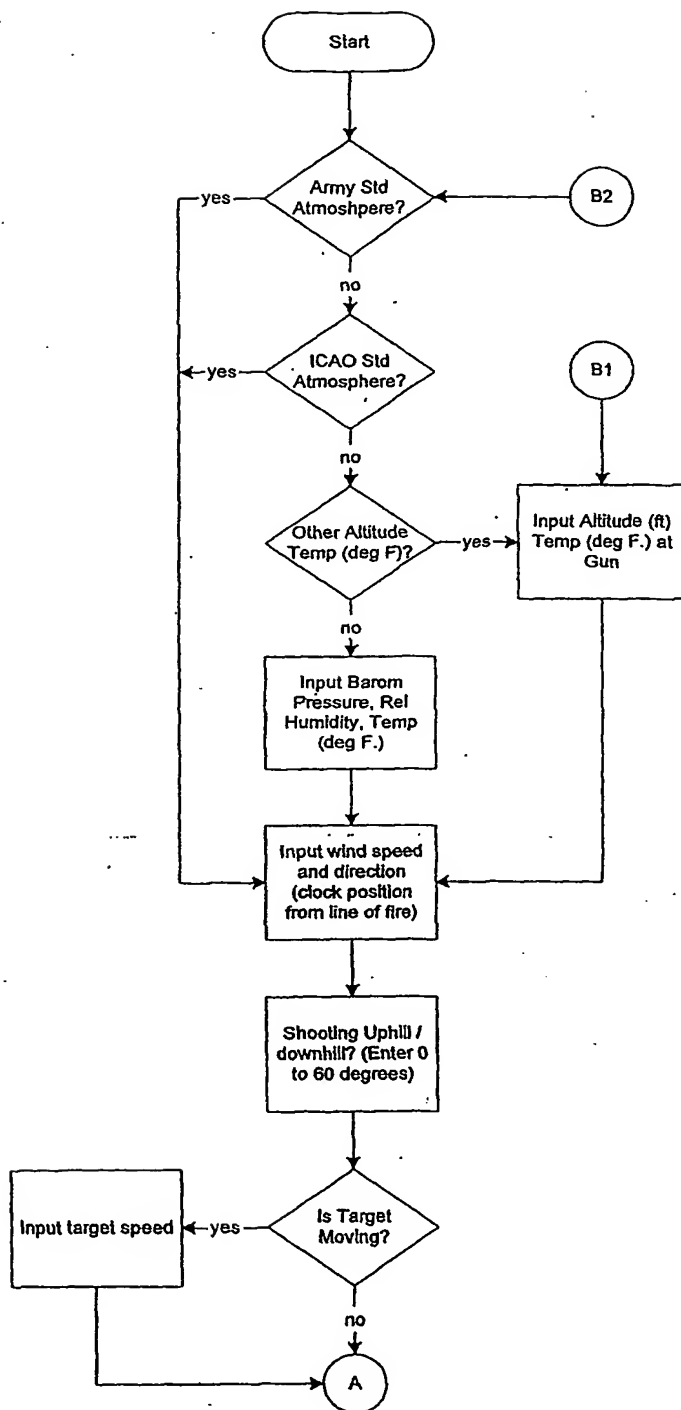 Start
Army Std
Atmoshpere?
yes
B2
no
ICAO Std
Atmosphere?
yes
B1
no
Other Altitude
Temp (deg F)?
yes
Input Altitude (ft)
Temp (deg F.) at
Gun
no
Input Barom
Pressure, Rel
Humidity, Temp
(deg F.)
Input wind speed
and direction
(clock position
from line of fire)
Shooting Uphill /
downhill? (Enter 0
to 60 degrees)
Is Target
Moving?
yes
Input target speed
no
A